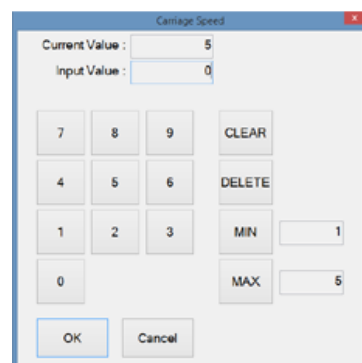 Carriage Speed x
Current Value : 5
Input Value : 0
7 8 9 CLEAR
4 5 6 DELETE
1 2 3 MIN 1
0 MAX 5
OK Cancel